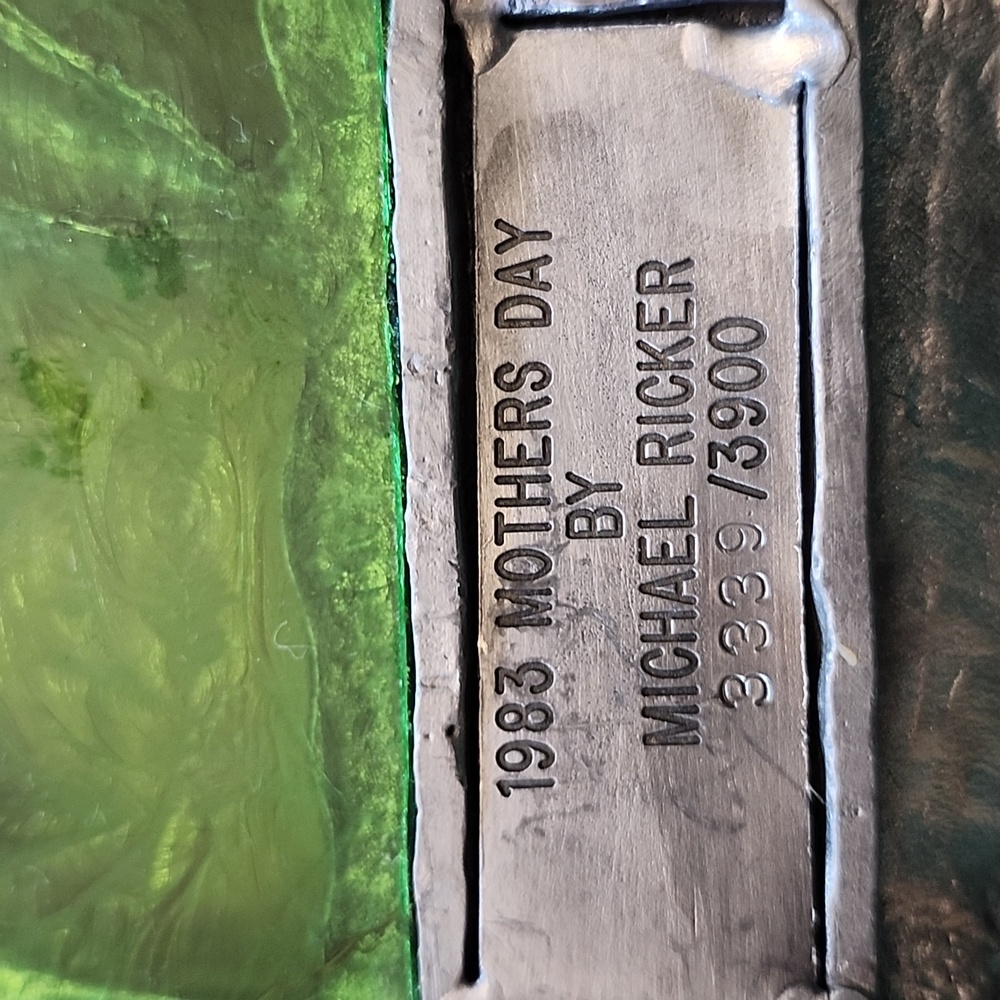 1983 MOTHERS DAY
BY
MICHAEL RICKER
3339/3900